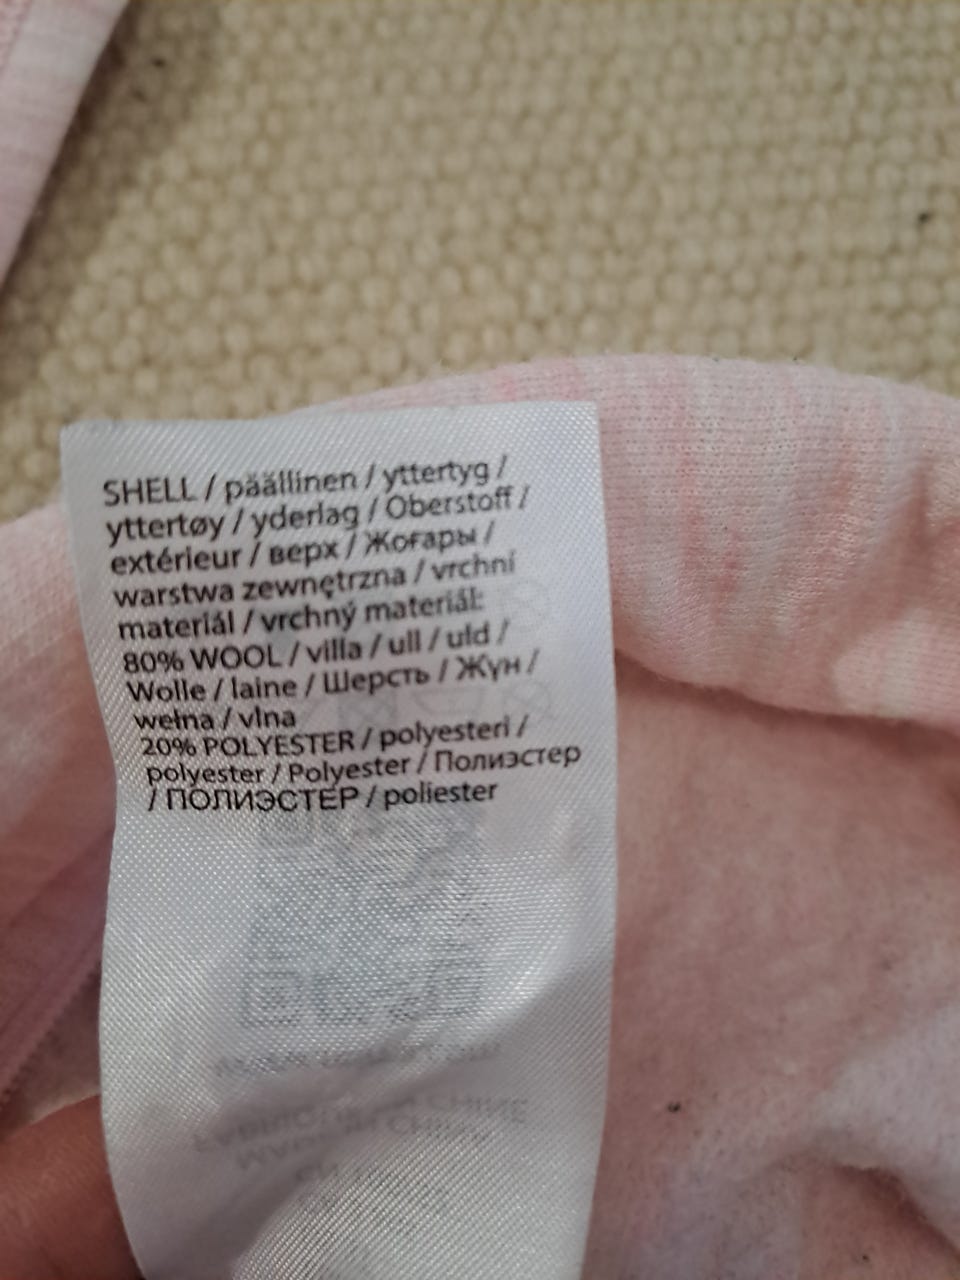 SHELL / päällinen / yttertyg /
yttertøy / yderlag / Oberstoff /
extérieur / верх / Жоғары /
warstwa zewnętrzna / vrchní
materiál / vrchný materiál:
80% WOOL / villa / ull / uld /
Wolle / laine / Шерсть / Жүн /
wełna / vlna
20% POLYESTER / polyesteri /
polyester / Polyester / Полиэстер
/ ПОЛИЭСТЕР / poliester